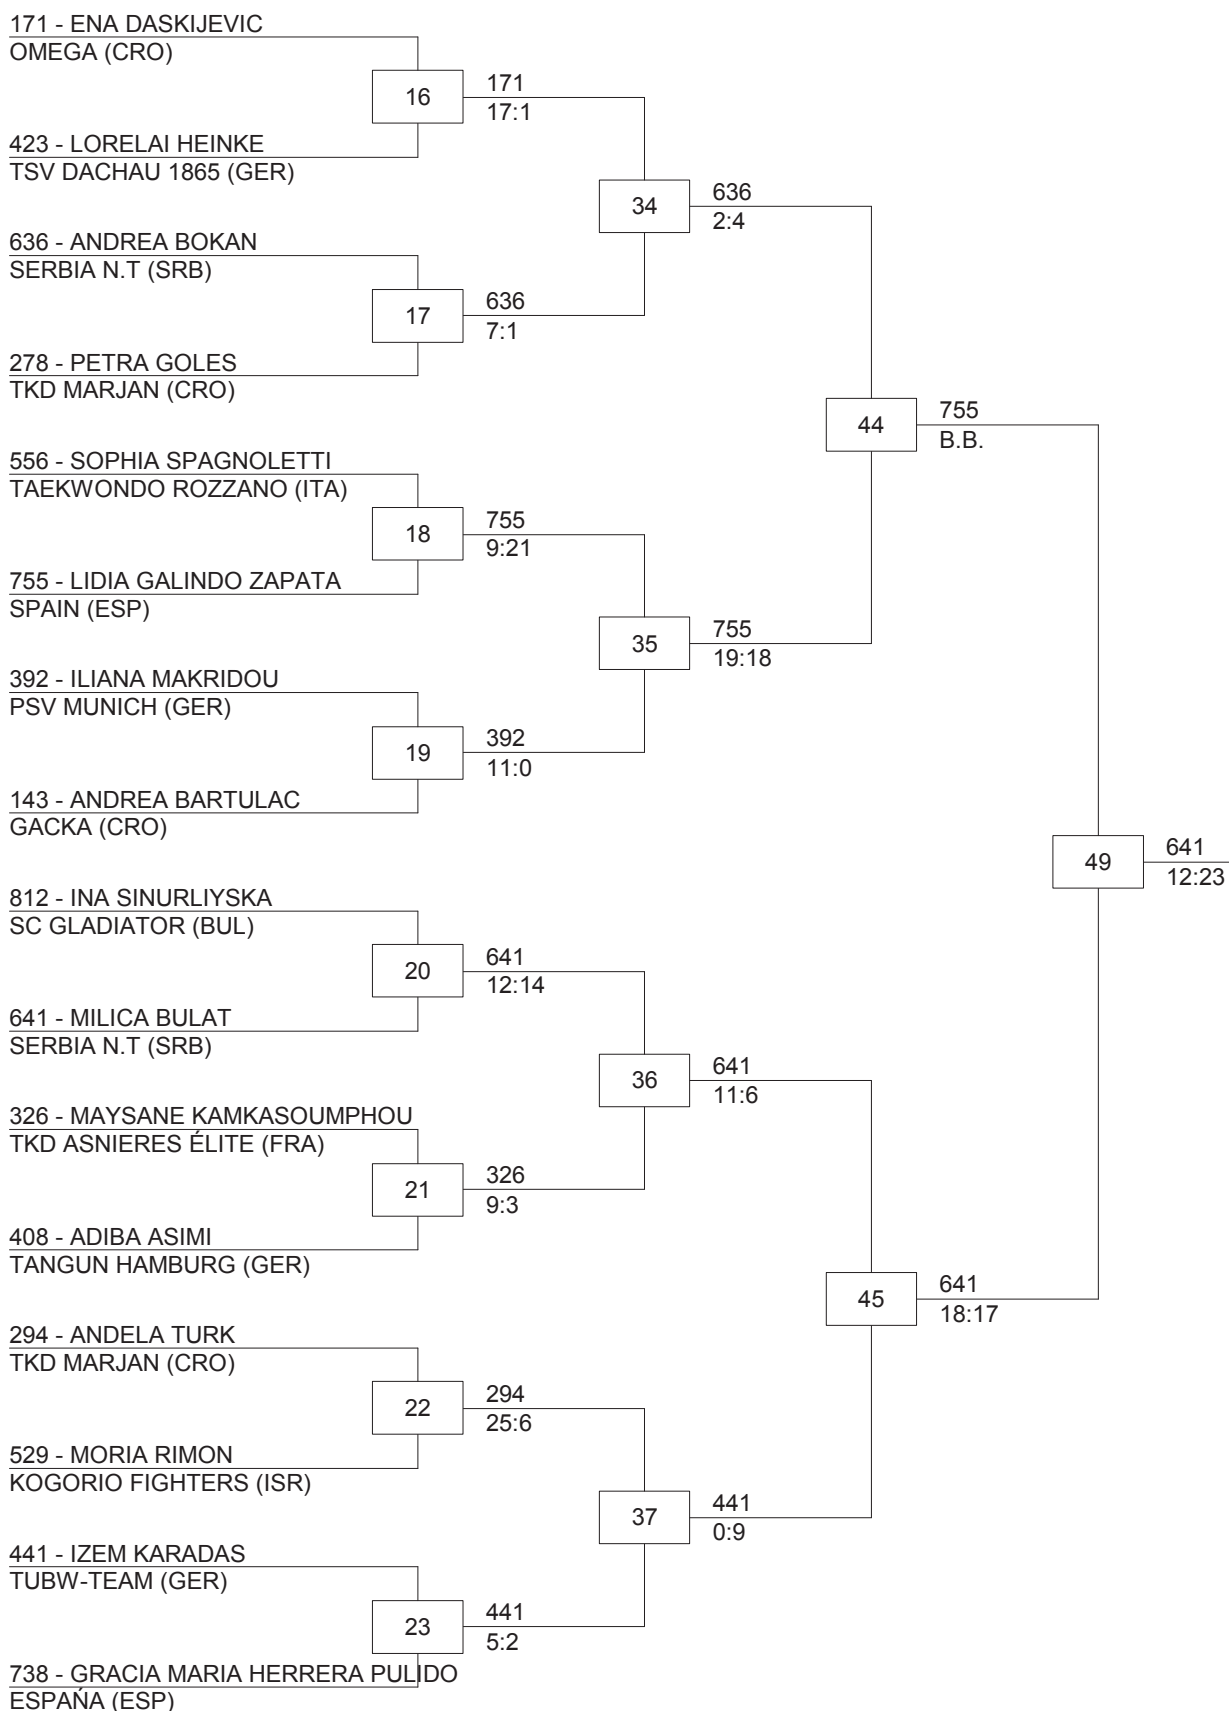 171 - ENA DASKIJEVIC
OMEGA (CRO)
16
171
17:1
423 - LORELAI HEINKE
TSV DACHAU 1865 (GER)
34
636
2:4
636 - ANDREA BOKAN
SERBIA N.T (SRB)
17
636
7:1
278 - PETRA GOLES
TKD MARJAN (CRO)
44
755
B.B.
556 - SOPHIA SPAGNOLETTI
TAEKWONDO ROZZANO (ITA)
18
755
9:21
755 - LIDIA GALINDO ZAPATA
SPAIN (ESP)
35
755
19:18
392 - ILIANA MAKRIDOU
PSV MUNICH (GER)
19
392
11:0
143 - ANDREA BARTULAC
GACKA (CRO)
49
641
12:23
812 - INA SINURLIYSKA
SC GLADIATOR (BUL)
20
641
12:14
641 - MILICA BULAT
SERBIA N.T (SRB)
36
641
11:6
326 - MAYSANE KAMKASOUMPHOU
TKD ASNIERES ÉLITE (FRA)
21
326
9:3
408 - ADIBA ASIMI
TANGUN HAMBURG (GER)
45
641
18:17
294 - ANDELA TURK
TKD MARJAN (CRO)
22
294
25:6
529 - MORIA RIMON
KOGORIO FIGHTERS (ISR)
37
441
0:9
441 - IZEM KARADAS
TUBW-TEAM (GER)
23
441
5:2
738 - GRACIA MARIA HERRERA PULIDO
ESPAŃA (ESP)